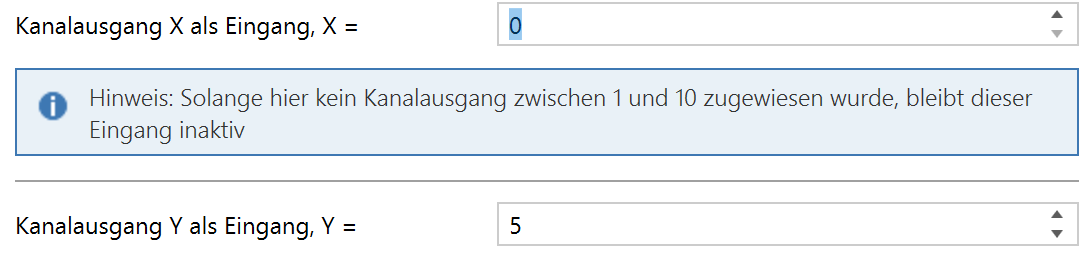 Kanalausgang X als Eingang, X =
0
Hinweis: Solange hier kein Kanalausgang zwischen 1 und 10 zugewiesen wurde, bleibt dieser
Eingang inaktiv
Kanalausgang Y als Eingang, Y =
5